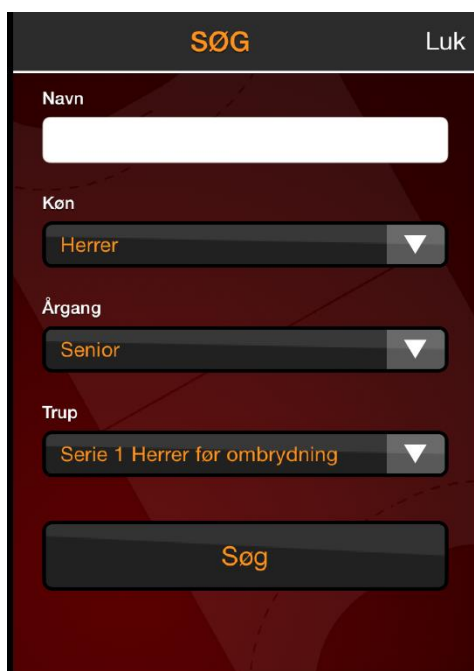 SØG
Luk
Navn
Køn
Herrer
Årgang
Senior
Trup
Serie 1 Herrer før ombrydning
Søg